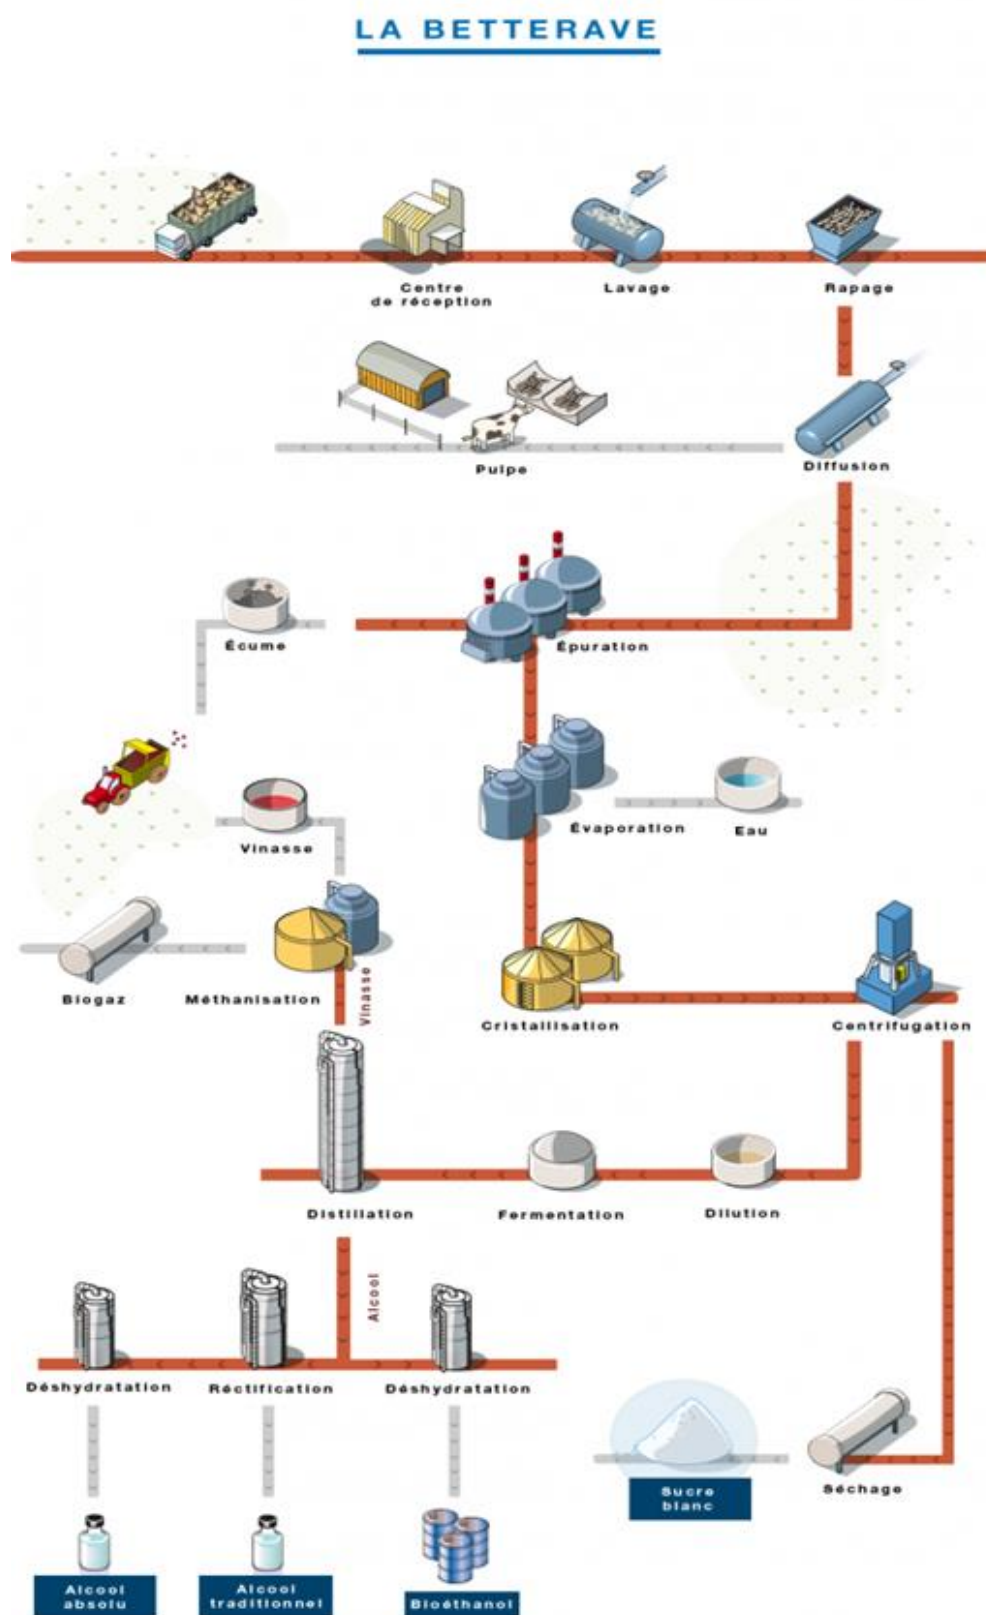 LA BETTERAVE
Centre
de réception
Lavage
Rapage
Pulpe
Diffusion
Écume
Épuration
Vinasse
Évaporation
Eau
Biogaz
Méthanisation
Vinasse
Cristallisation
Centrifugation
Distillation
Fermentation
Dilution
Alcool
Déshydratation
Réctification
Déshydratation
Sucre
blanc
Séchage
Alcool
absolu
Alcool
traditionnel
Bioéthanol